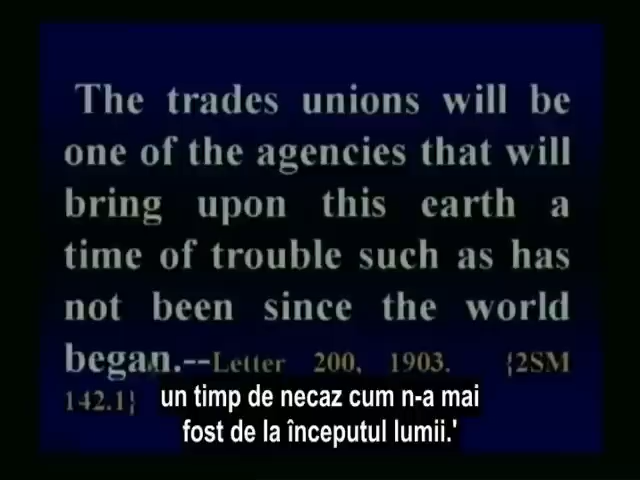 The trades unions will be
one of the agencies that will
bring upon this earth a
time of trouble such as has
not been since the world
began.--Letter 200, 1903. {2SM
142.1}
un timp de necaz cum n-a mai
fost de la începutul lumii.'